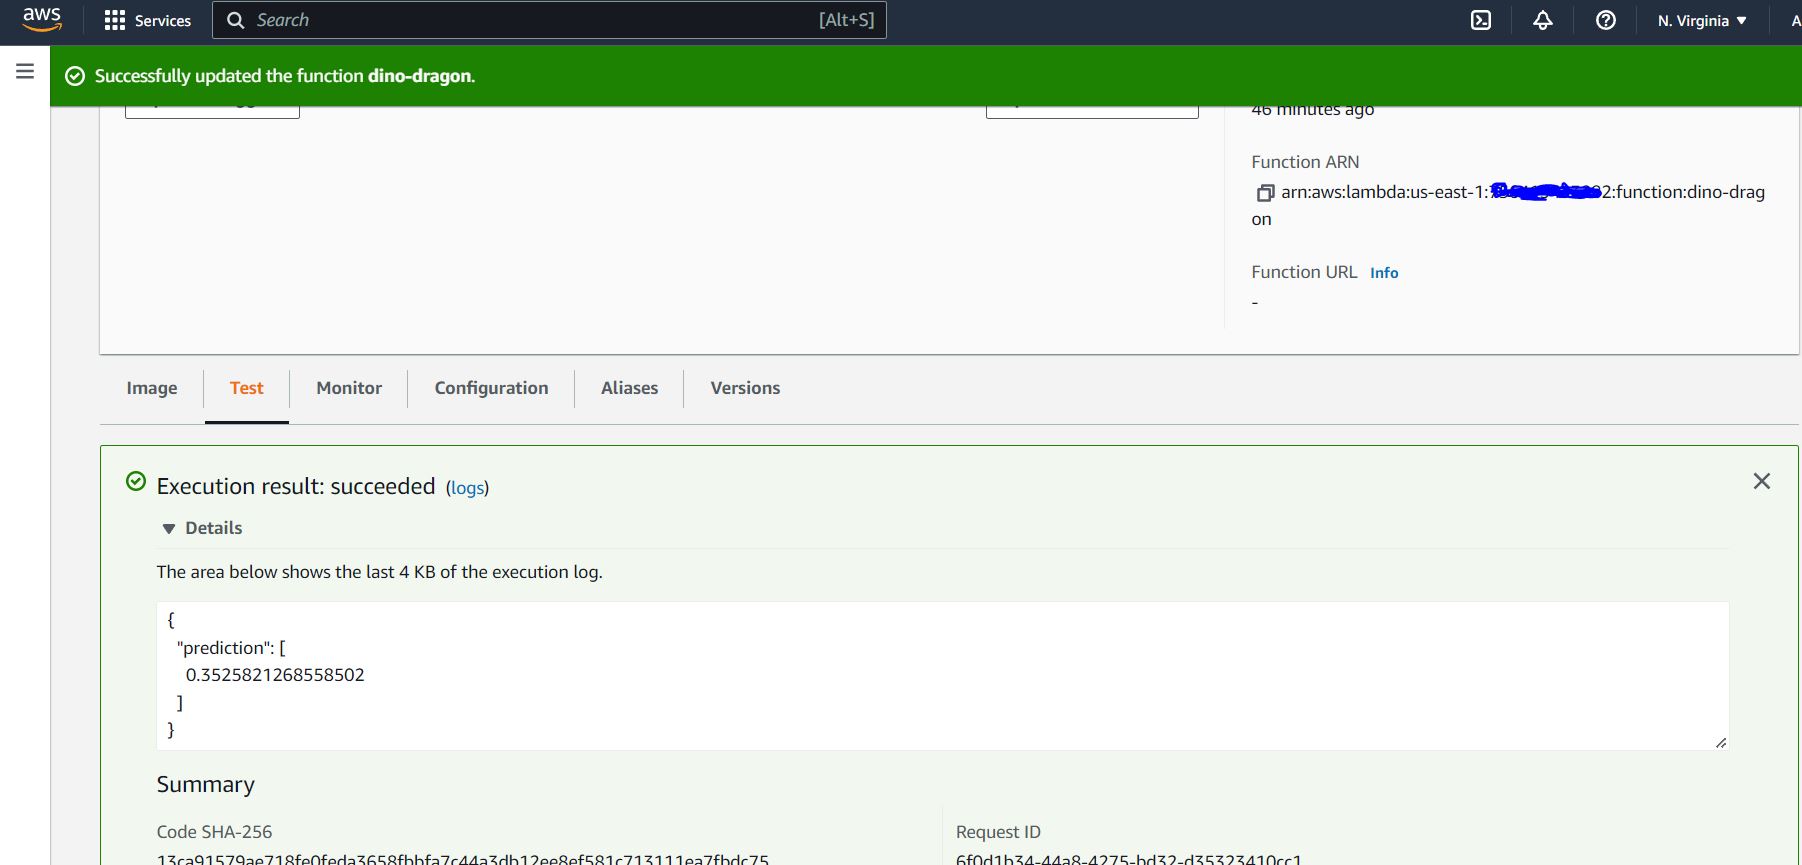 aws
Services
Search
[Alt+S]
N. Virginia
A
Successfully updated the function dino-dragon.
46 minutes ago
Function ARN
arn:aws:lambda:us-east-1: 2:function:dino-drag
on
Function URL Info
-
Image
Test
Monitor
Configuration
Aliases
Versions
Execution result: succeeded (logs)
Details
The area below shows the last 4 KB of the execution log.
{
"prediction": [
0.3525821268558502
]
}
Summary
Code SHA-256
Request ID
13ca91579ae718fe0feda3658fbbfa7c44a3db12ee8ef581c713111ea7fbdc75
6f0d1b34-44a8-4275-bd32-d35323410cc1